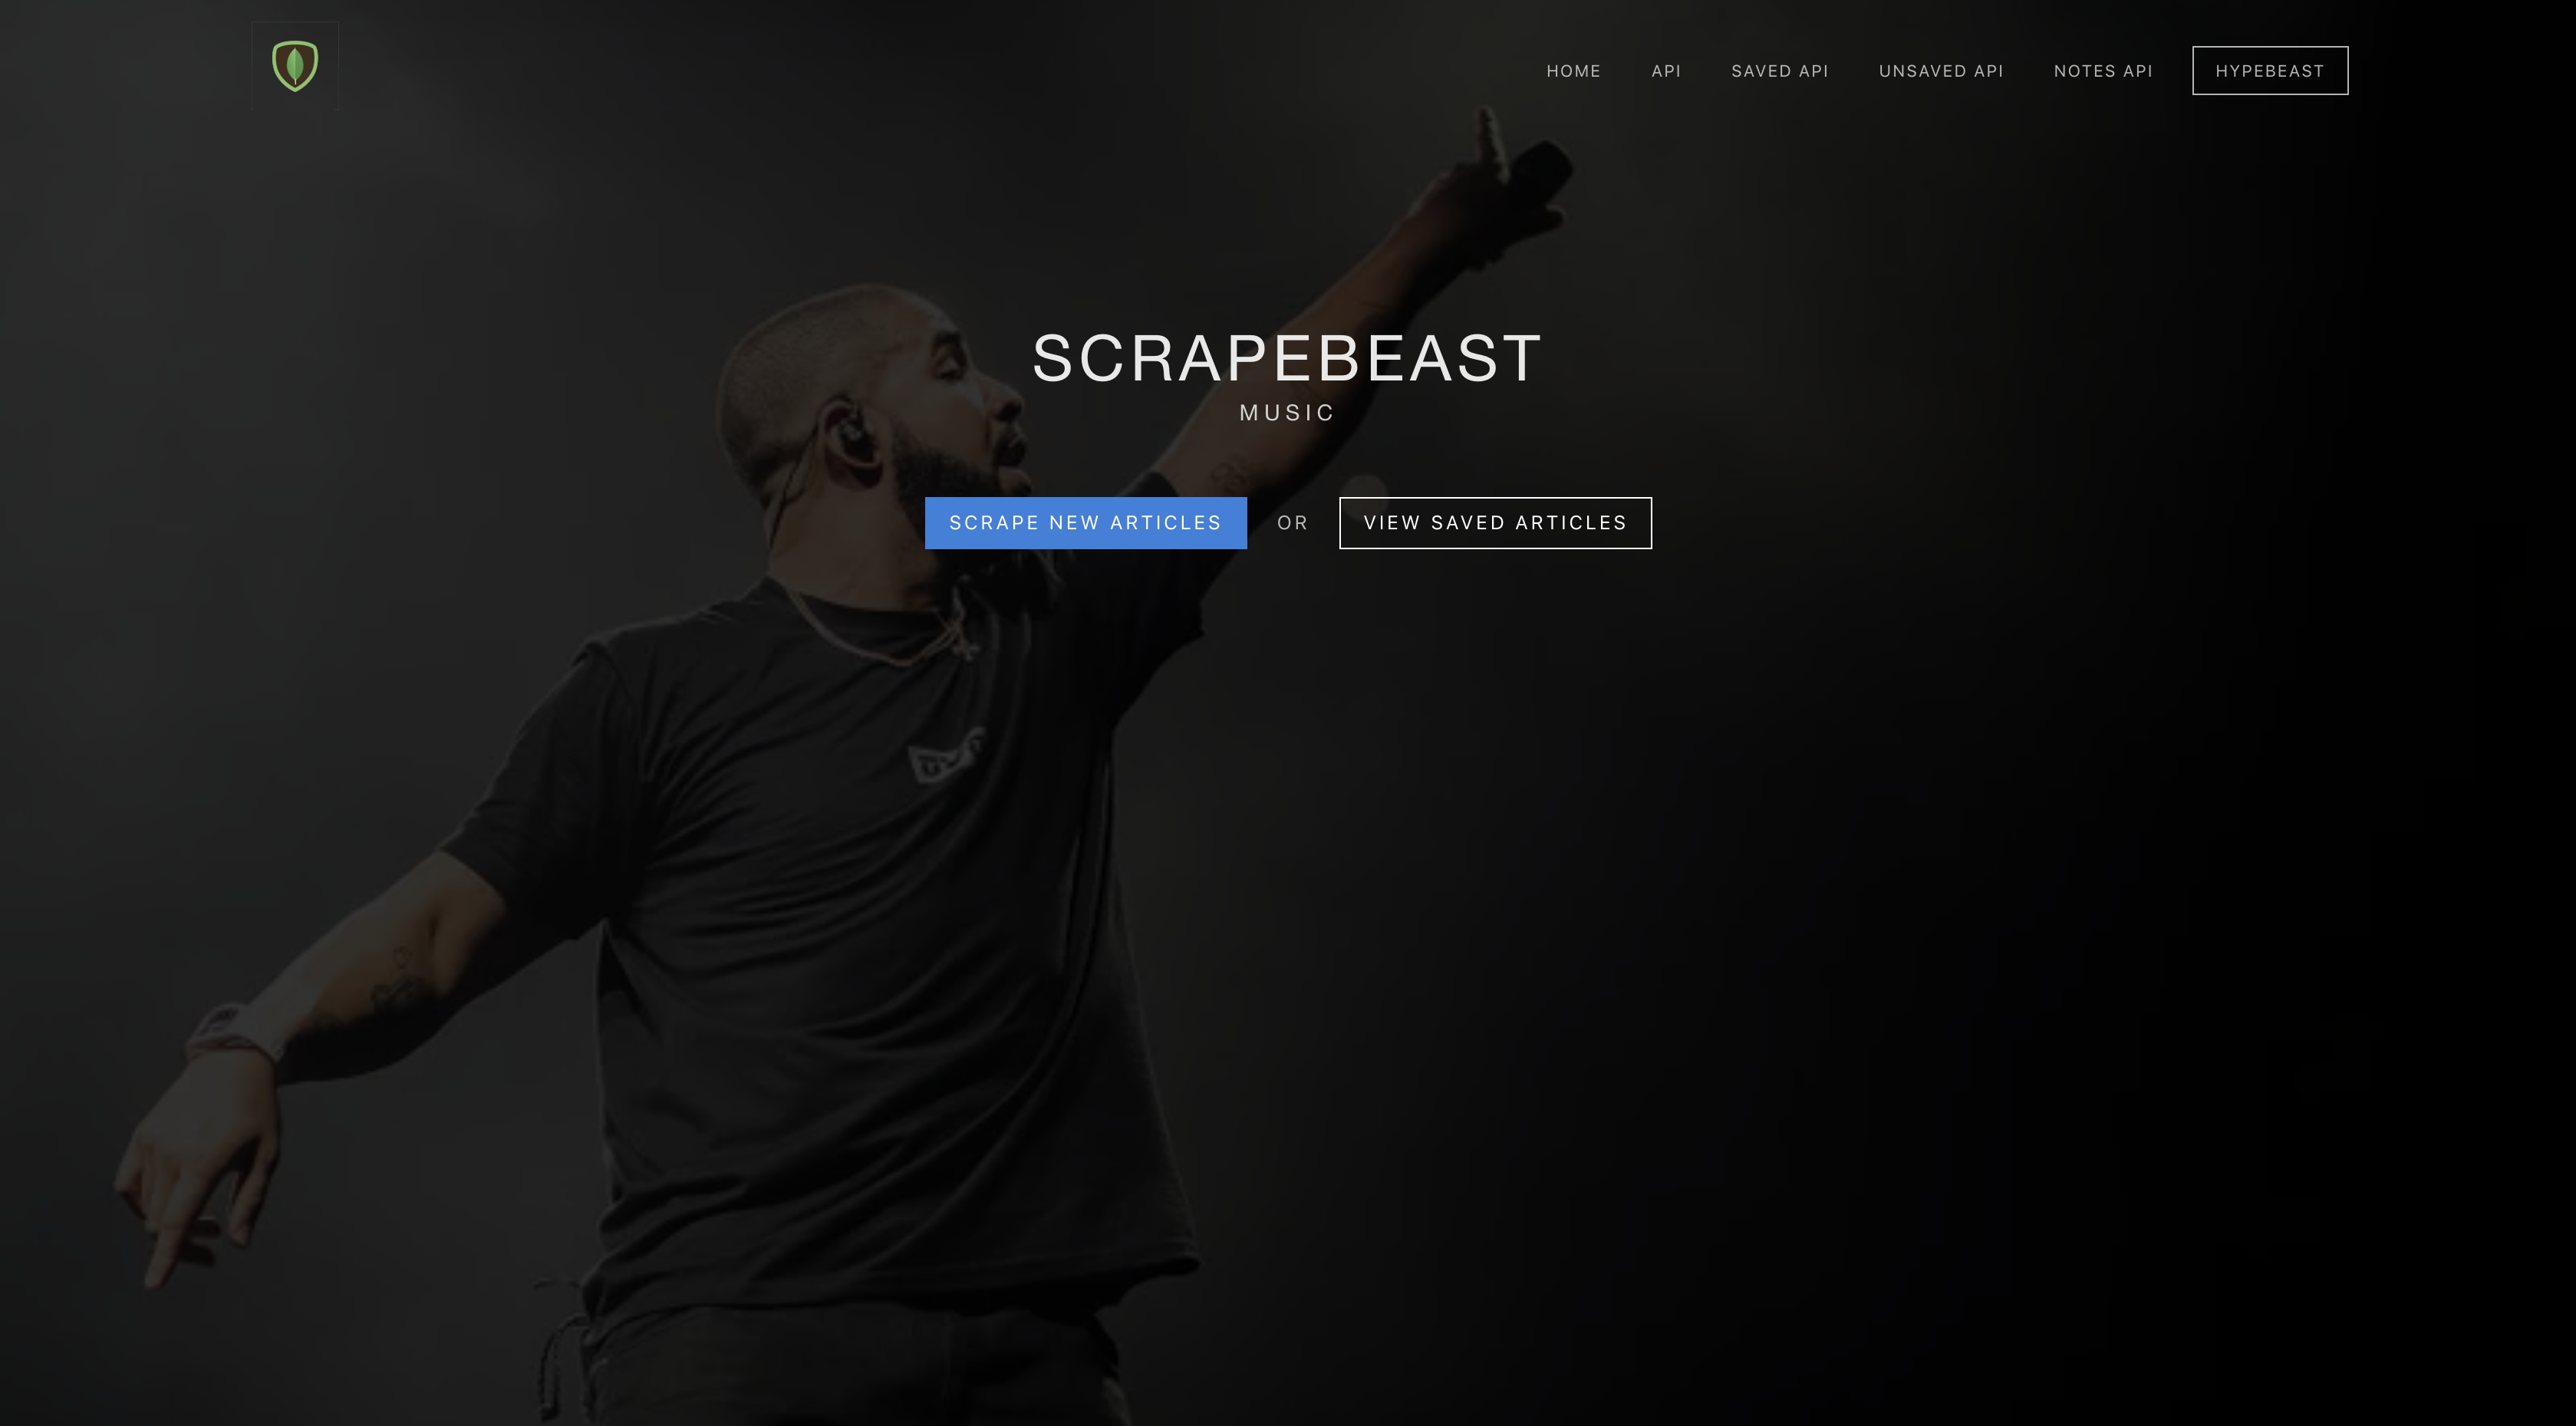 HOME API SAVED API UNSAVED API NOTES API HYPEBEAST
SCRAPEBEAST
MUSIC
SCRAPE NEW ARTICLES OR VIEW SAVED ARTICLES